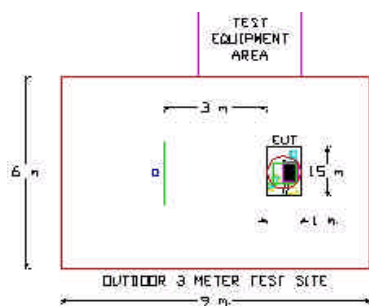 TEST
EQUIPMENT
AREA
3 m
EUT
6 m
1.5 m
1 m.
OUTDOOR 3 METER TEST SITE
9 m.